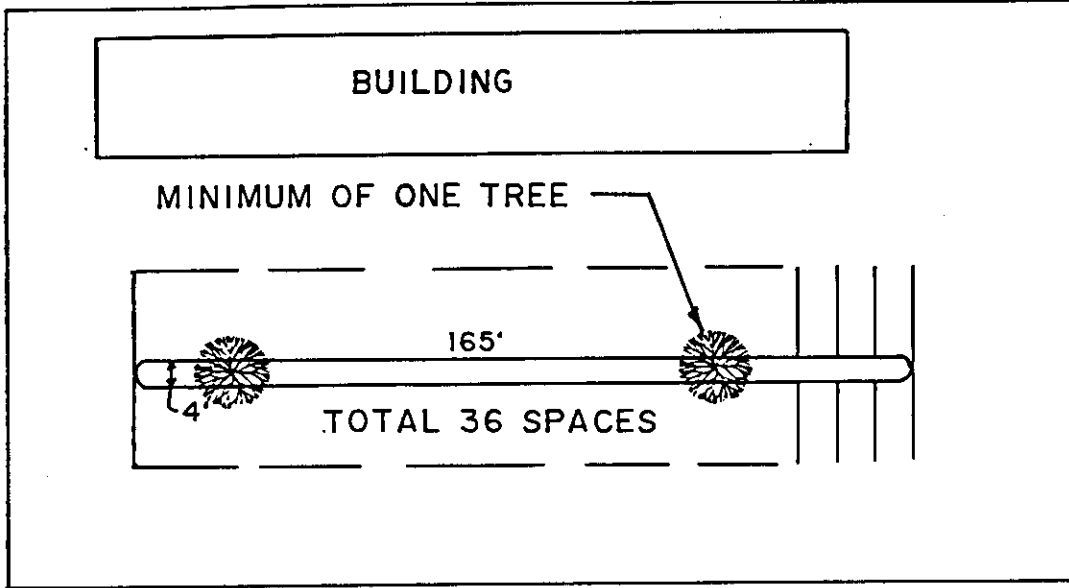 BUILDING
MINIMUM OF ONE TREE
165'
4'
TOTAL 36 SPACES